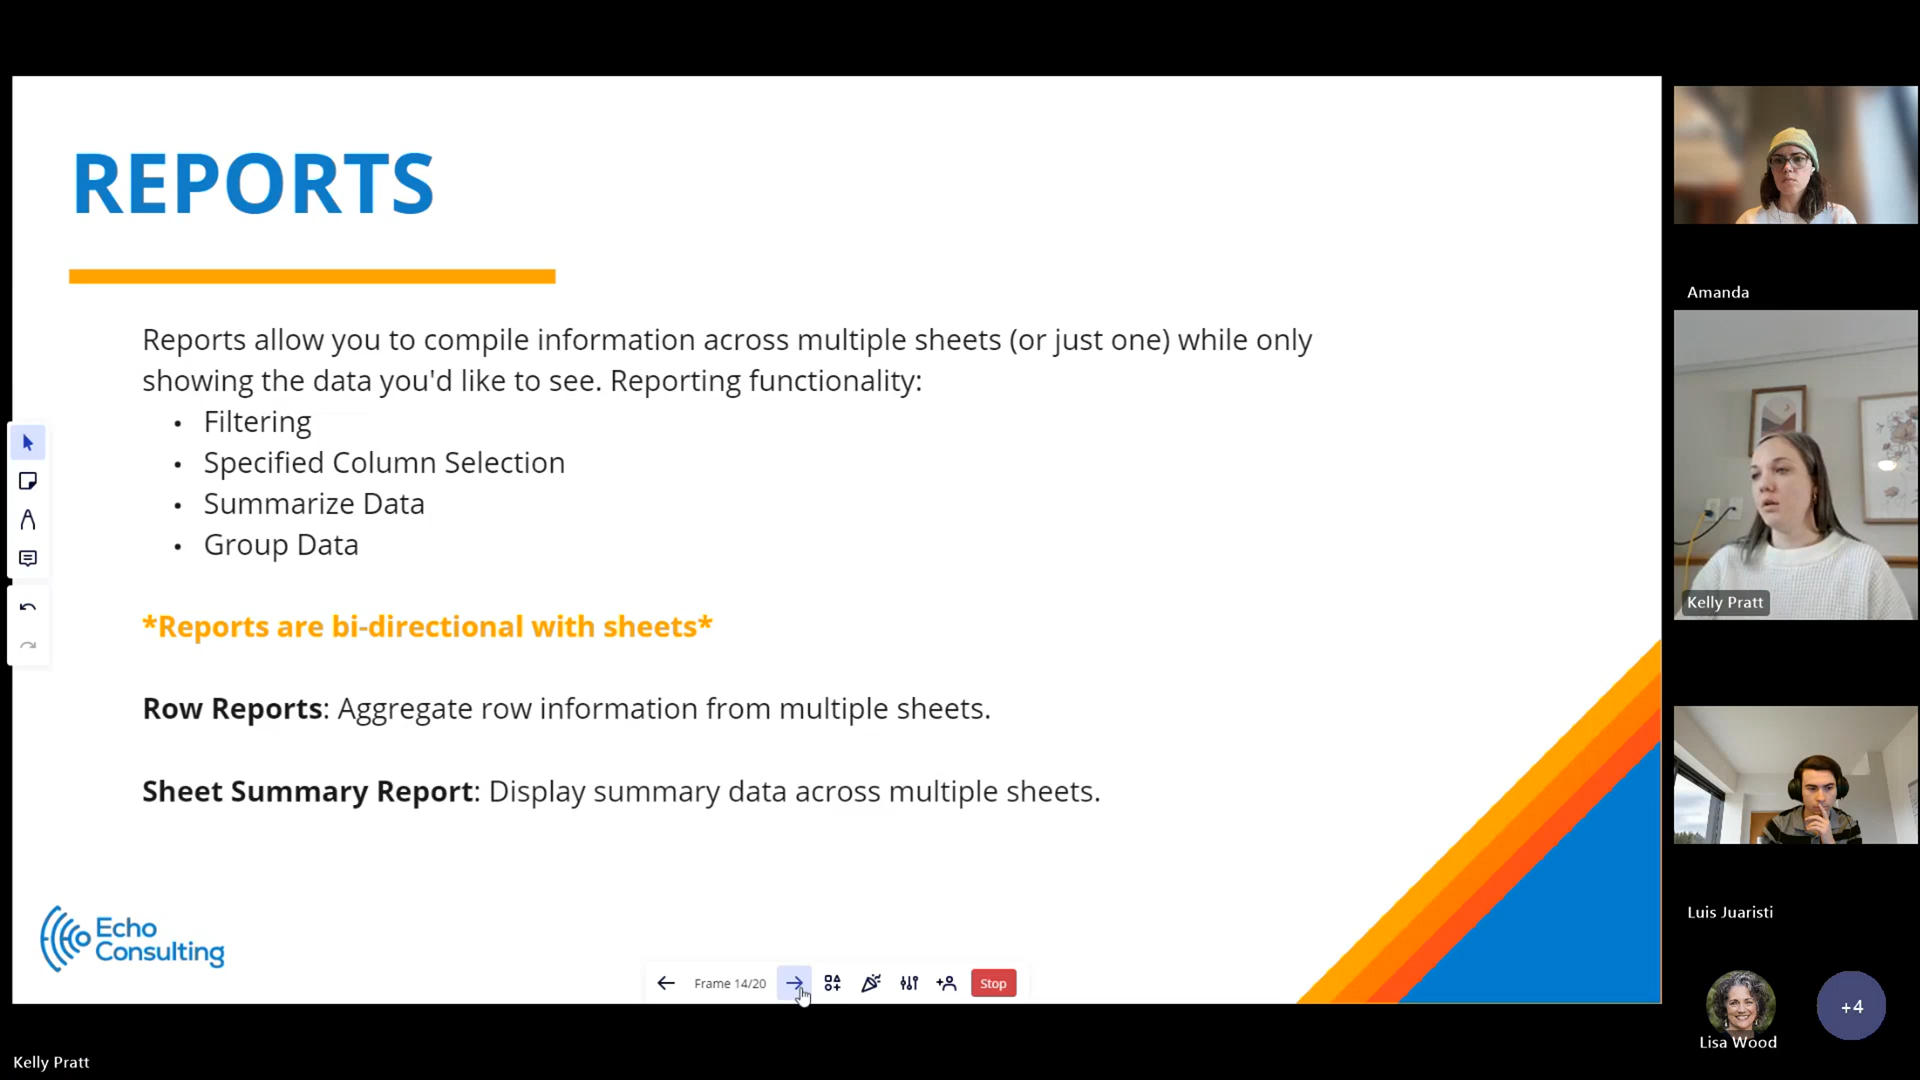 REPORTS
Reports allow you to compile information across multiple sheets (or just one) while only
showing the data you'd like to see. Reporting functionality:
• Filtering
• Specified Column Selection
• Summarize Data
• Group Data
*Reports are bi-directional with sheets*
Row Reports: Aggregate row information from multiple sheets.
Sheet Summary Report: Display summary data across multiple sheets.
Echo
Consulting
Frame 14/20
Stop
Kelly Pratt
Amanda
Kelly Pratt
Luis Juaristi
Lisa Wood
+4